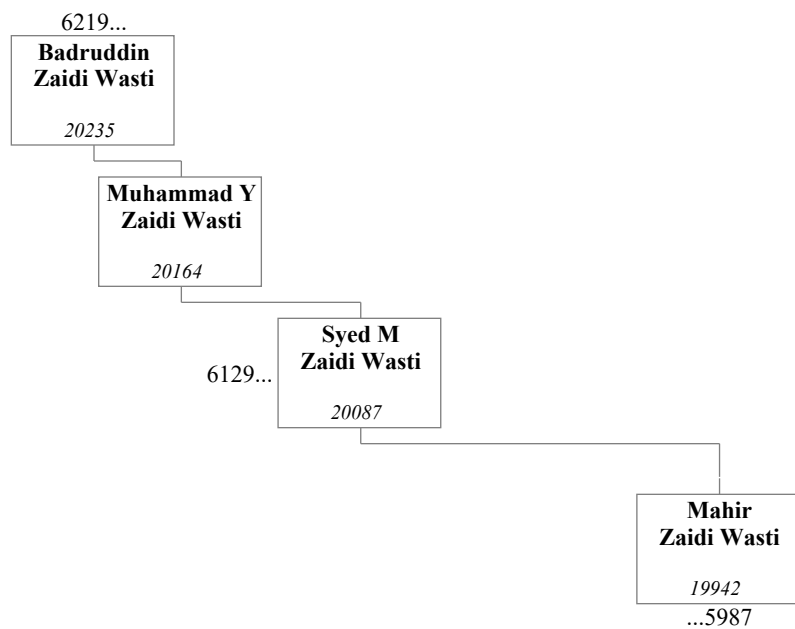 6219...
Badruddin
Zaidi Wasti
20235
Muhammad Y
Zaidi Wasti
20164
Syed M
Zaidi Wasti
6129...
20087
Mahir
Zaidi Wasti
19942
...5987